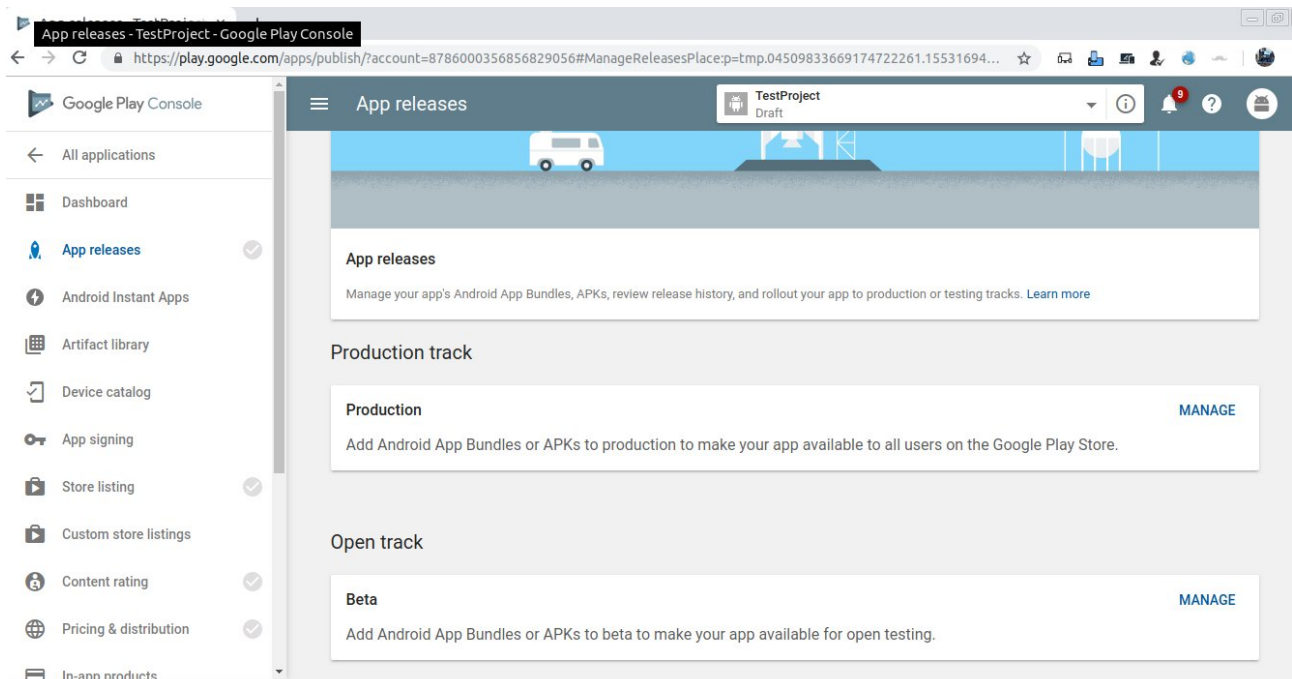 App releases - TestProject - Google Play Console
https://play.google.com/apps/publish/?account=8786000356856829056#ManageReleasesPlace:p=tmp.04509833669174722261.15531694...
Google Play Console
App releases
TestProject
Draft
9
All applications
Dashboard
App releases
Android Instant Apps
Artifact library
Device catalog
App signing
Store listing
Custom store listings
Content rating
Pricing & distribution
In-app products
App releases
Manage your app's Android App Bundles, APKs, review release history, and rollout your app to production or testing tracks. Learn more
Production track
Production
MANAGE
Add Android App Bundles or APKs to production to make your app available to all users on the Google Play Store.
Open track
Beta
MANAGE
Add Android App Bundles or APKs to beta to make your app available for open testing.